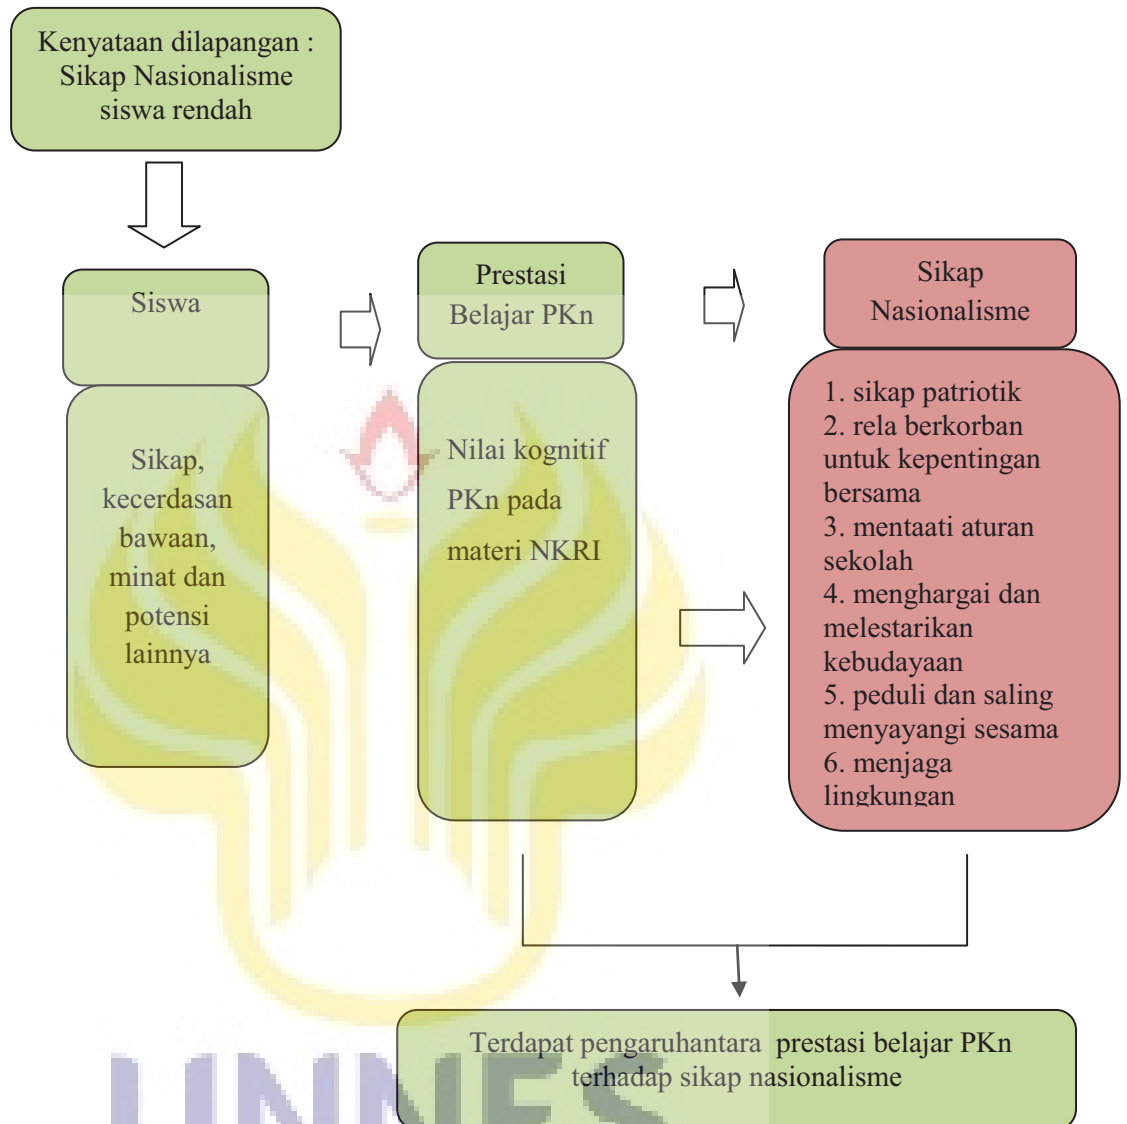 Kenyataan dilapangan :
Sikap Nasionalisme
siswa rendah
Siswa
Sikap,
kecerdasan
bawaan,
minat dan
potensi
lainnya
Prestasi
Belajar PKn
Nilai kognitif
PKn pada
materi NKRI
Sikap
Nasionalisme
1. sikap patriotik
2. rela berkorban
untuk kepentingan
bersama
3. mentaati aturan
sekolah
4. menghargai dan
melestarikan
kebudayaan
5. peduli dan saling
menyayangi sesama
6. menjaga
lingkungan
Terdapat pengaruhantara  prestasi belajar PKn
terhadap sikap nasionalisme
UNNES